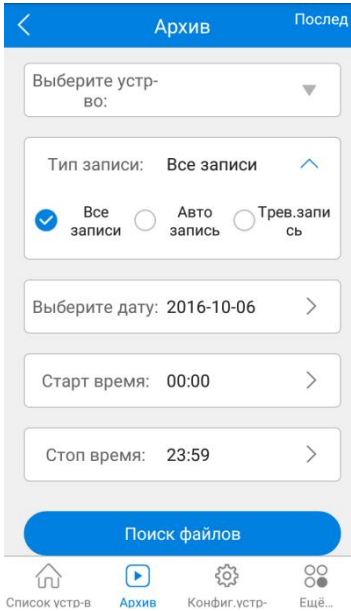 Архив
Послед
Выберите устр-
во:
Тип записи: Все записи
Все
записи
Авто
запись
Трев.запи
сь
Выберите дату: 2016-10-06
Старт время: 00:00
Стоп время: 23:59
Поиск файлов
Список устр-в
Архив
Конфиг.устр-
Ещё...